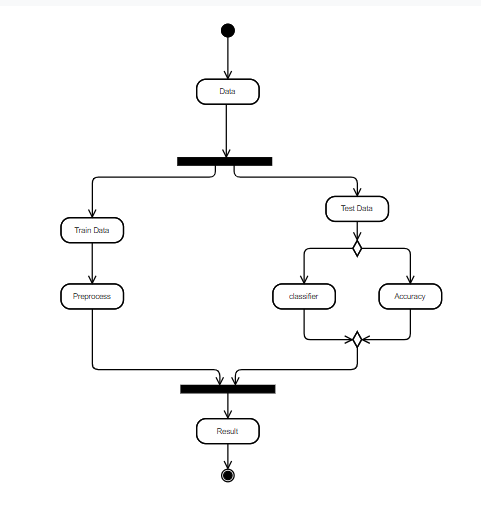 Data
Test Data
Train Data
Preprocess
classifier
Accuracy
Result